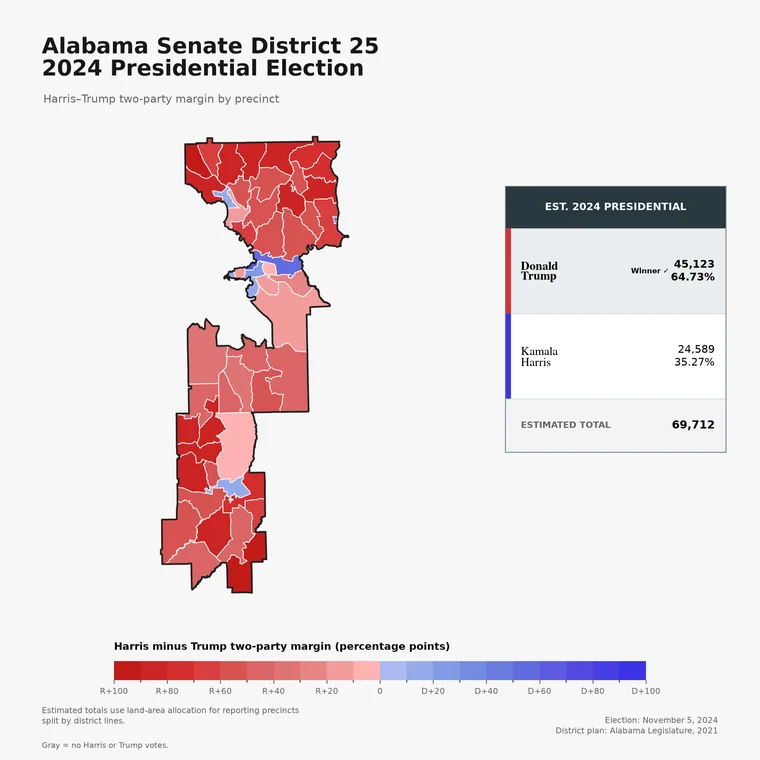 Alabama Senate District 25
2024 Presidential Election
Harris–Trump two-party margin by precinct
EST. 2024 PRESIDENTIAL
Donald
Trump
Winner ✓
45,123
64.73%
Kamala
Harris
24,589
35.27%
ESTIMATED TOTAL
69,712
Harris minus Trump two-party margin (percentage points)
R+100 R+80 R+60 R+40 R+20 0 D+20 D+40 D+60 D+80 D+100
Estimated totals use land-area allocation for reporting precincts
split by district lines.
Gray = no Harris or Trump votes.
Election: November 5, 2024
District plan: Alabama Legislature, 2021